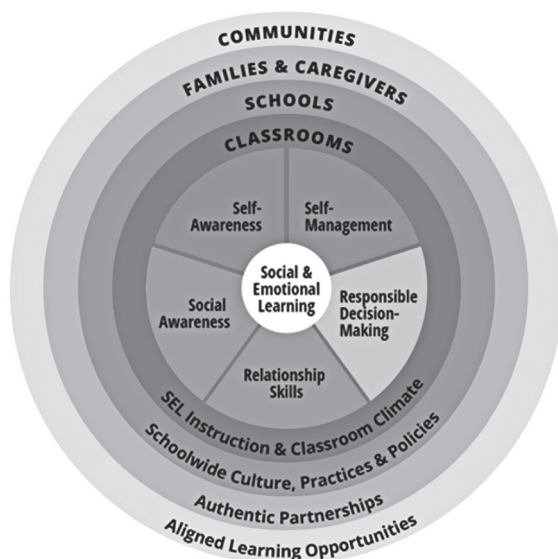 COMMUNITIES
FAMILIES & CAREGIVERS
SCHOOLS
CLASSROOMS
Self-
Awareness
Self-
Management
Social &
Emotional
Learning
Social
Awareness
Responsible
Decision-
Making
Relationship
Skills
SEL Instruction & Classroom Climate
Schoolwide Culture, Practices & Policies
Authentic Partnerships
Aligned Learning Opportunities